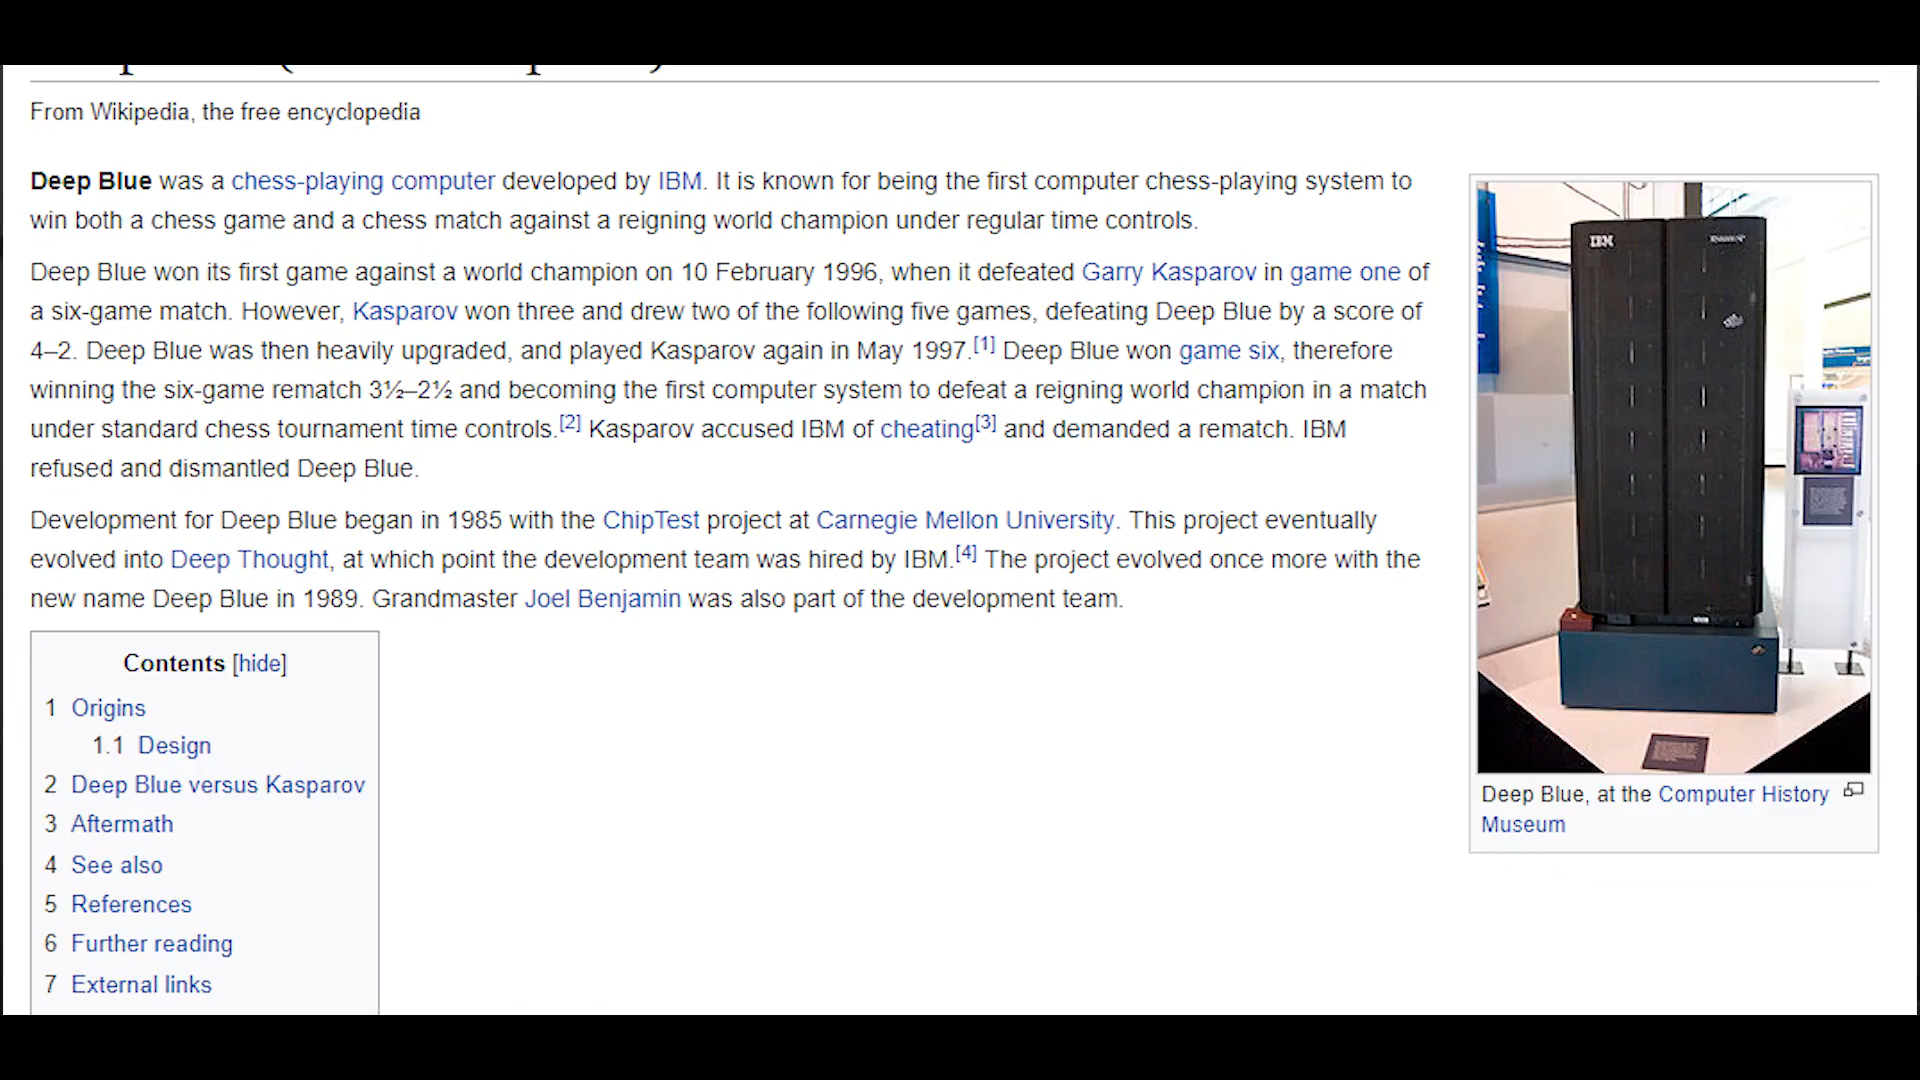 From Wikipedia, the free encyclopedia
Deep Blue was a chess-playing computer developed by IBM. It is known for being the first computer chess-playing system to
win both a chess game and a chess match against a reigning world champion under regular time controls.
Deep Blue won its first game against a world champion on 10 February 1996, when it defeated Garry Kasparov in game one of
a six-game match. However, Kasparov won three and drew two of the following five games, defeating Deep Blue by a score of
4–2. Deep Blue was then heavily upgraded, and played Kasparov again in May 1997.[1] Deep Blue won game six, therefore
winning the six-game rematch 3½–2½ and becoming the first computer system to defeat a reigning world champion in a match
under standard chess tournament time controls.[2] Kasparov accused IBM of cheating[3] and demanded a rematch. IBM
refused and dismantled Deep Blue.
Development for Deep Blue began in 1985 with the ChipTest project at Carnegie Mellon University. This project eventually
evolved into Deep Thought, at which point the development team was hired by IBM.[4] The project evolved once more with the
new name Deep Blue in 1989. Grandmaster Joel Benjamin was also part of the development team.
Contents [hide]
1 Origins
1.1 Design
2 Deep Blue versus Kasparov
3 Aftermath
4 See also
5 References
6 Further reading
7 External links
IBM
Deep Blue, at the Computer History
Museum